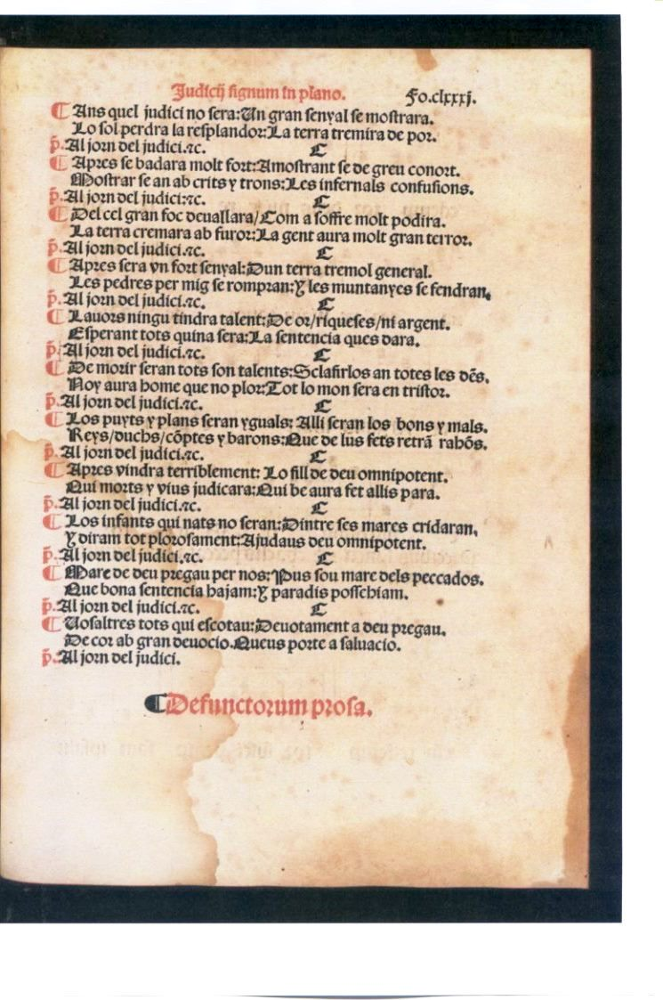 Judicij signum in plano. Fo.clxxxj.
¶ Ans quel judici no sera:Un gran senyal se mostrara.
Lo sol perdra la resplandor:La terra tremira de por.
p̃.Al jorn del judici.⁊c. C
¶ Apres se badara molt fort:Amostrant se de greu conort.
Mostrar se an ab crits y trons:Les infernals confusions.
p̃.Al jorn del judici:⁊c. C
¶ Del cel gran foc deuallara/Com a soffre molt podira.
La terra cremara ab furor:La gent aura molt gran terror.
p̃.Al jorn del judici.⁊c. C
¶ Apres sera vn fort senyal:Dun terra tremol general.
Les pedres per mig se rompran:Y les muntanyes se fendran.
p̃.Al jorn del judici.⁊c. C
¶ Lauors ningu tindra talent:De or/riqueses/ni argent.
Esperant tots quina sera:La sentencia ques dara.
p̃.Al jorn del judici.⁊c. C
¶ De morir seran tots son talents:Sclafirlos an totes les dẽs.
Noy aura home que no plor:Tot lo mon sera en tristor.
p̃.Al jorn del judici.⁊c. C
¶ Los puyts y plans seran yguals: Alli seran los bons y mals.
Reys/duchs/cõptes y barons:Que de lus fets retrã rahõs.
p̃.Al jorn del judici.⁊c. C
¶ Apres vindra terriblement: Lo fill de deu omnipotent.
Qui morts y vius judicara:Qui be aura fet allis para.
p̃.Al jorn del judici.⁊c. C
¶ Los infants qui nats no seran:Dintre ses mares cridaran.
Y diram tot plorosament:Ajudaus deu omnipotent.
p̃.Al jorn del judici.⁊c. C
¶ Mare de deu pregau per nos:Pus sou mare dels peccados.
Que bona sentencia hajam:Y paradis possehiam.
p̃.Al jorn del judici.⁊c. C
¶ Uosaltres tots qui escotau:Deuotament a deu pregau.
De cor ab gran deuocio.Queus porte a saluacio.
p̃.Al jorn del judici.
¶Defunctorum prosa.